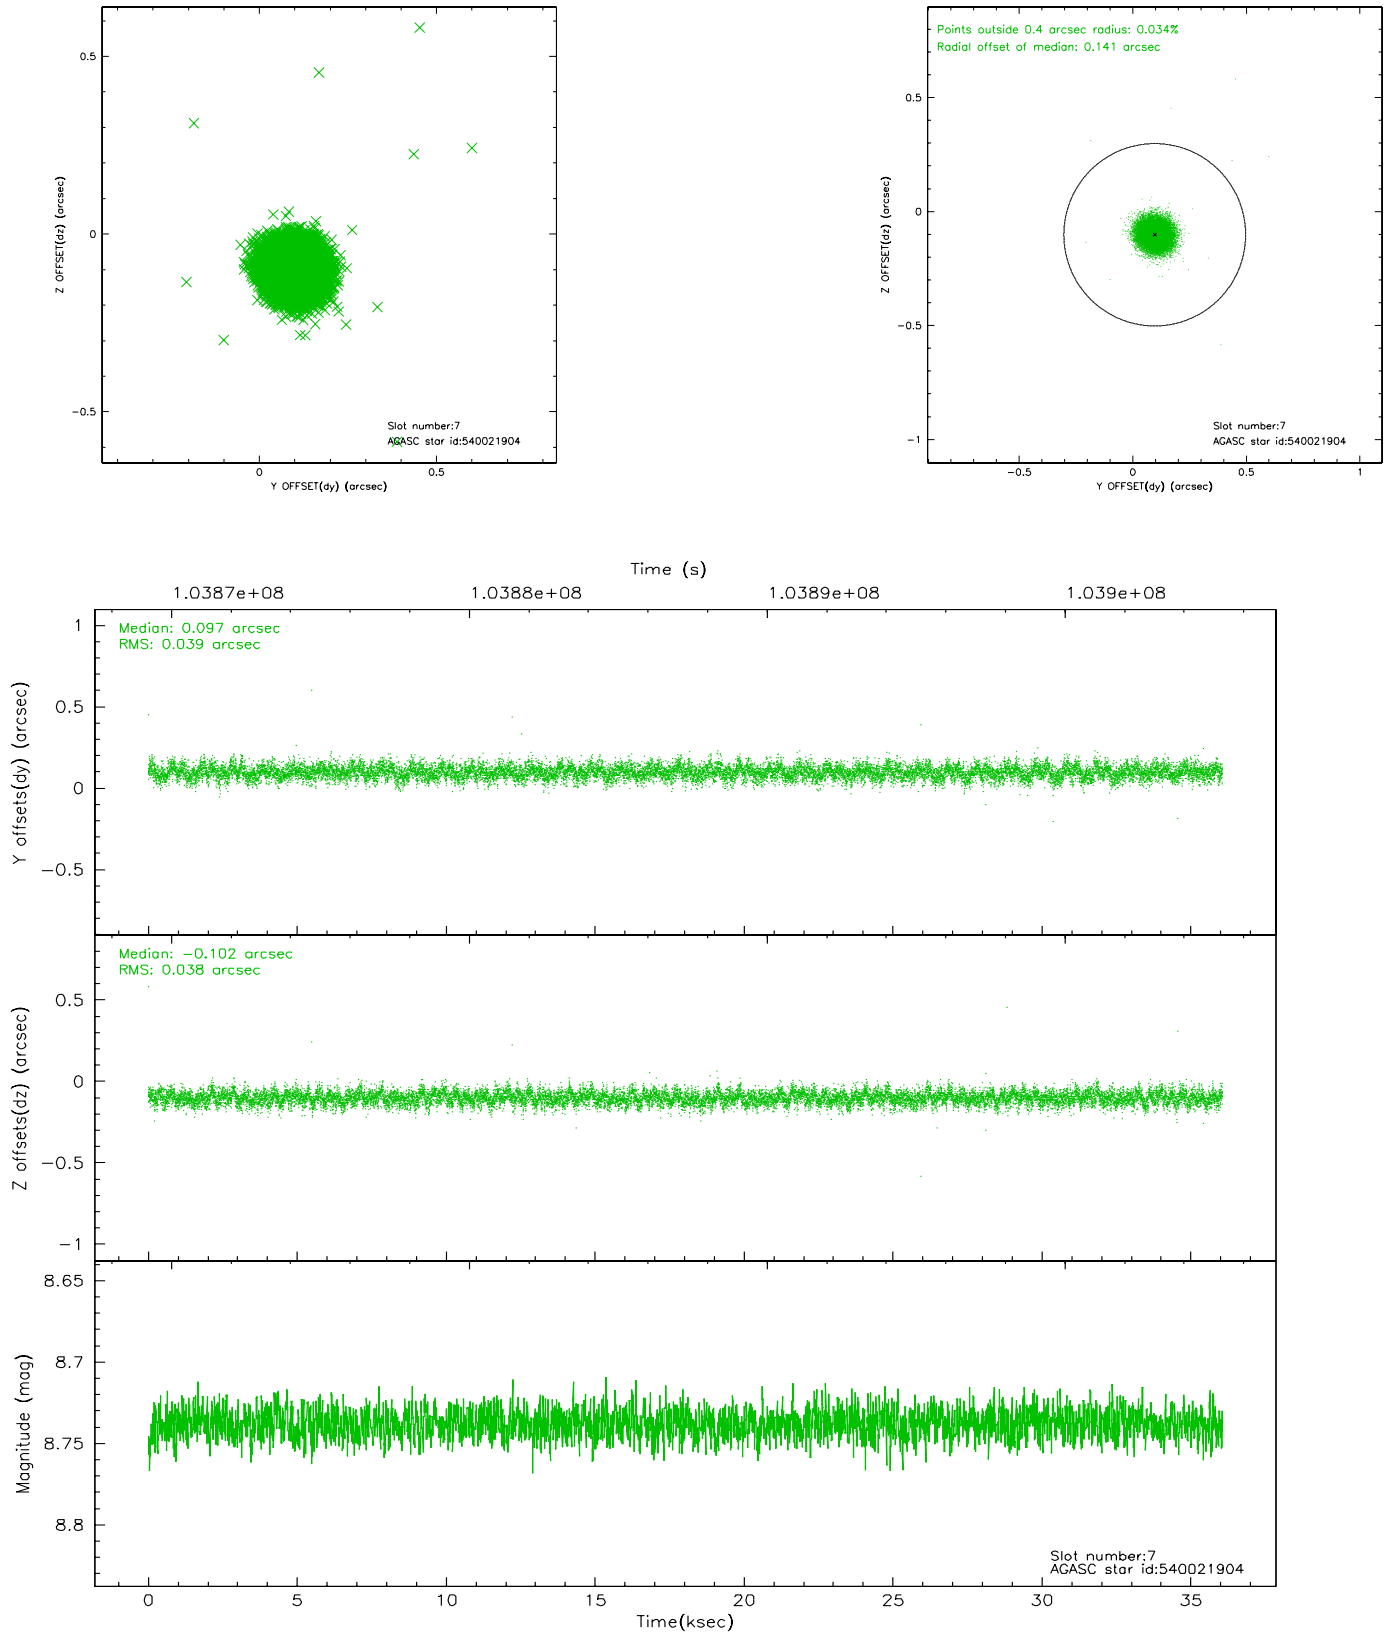 0.5
0
−0.5
Z OFFSET(dz) (arcsec)
Slot number:7
AGASC star id:540021904
0
0.5
Y OFFSET(dy) (arcsec)
Points outside 0.4 arcsec radius: 0.034%
Radial offset of median: 0.141 arcsec
0.5
0
−0.5
−1
Z OFFSET(dz) (arcsec)
Slot number:7
AGASC star id:540021904
−0.5
0
0.5
1
Y OFFSET(dy) (arcsec)
Time (s)
1.0387e+08
1.0388e+08
1.0389e+08
1.039e+08
Median: 0.097 arcsec
RMS: 0.039 arcsec
1
0.5
0
−0.5
Y offsets(dy) (arcsec)
Median: −0.102 arcsec
RMS: 0.038 arcsec
0.5
0
−0.5
−1
Z offsets(dz) (arcsec)
8.65
8.7
8.75
8.8
Magnitude (mag)
Slot number:7
AGASC star id:540021904
0
5
10
15
20
25
30
35
Time(ksec)